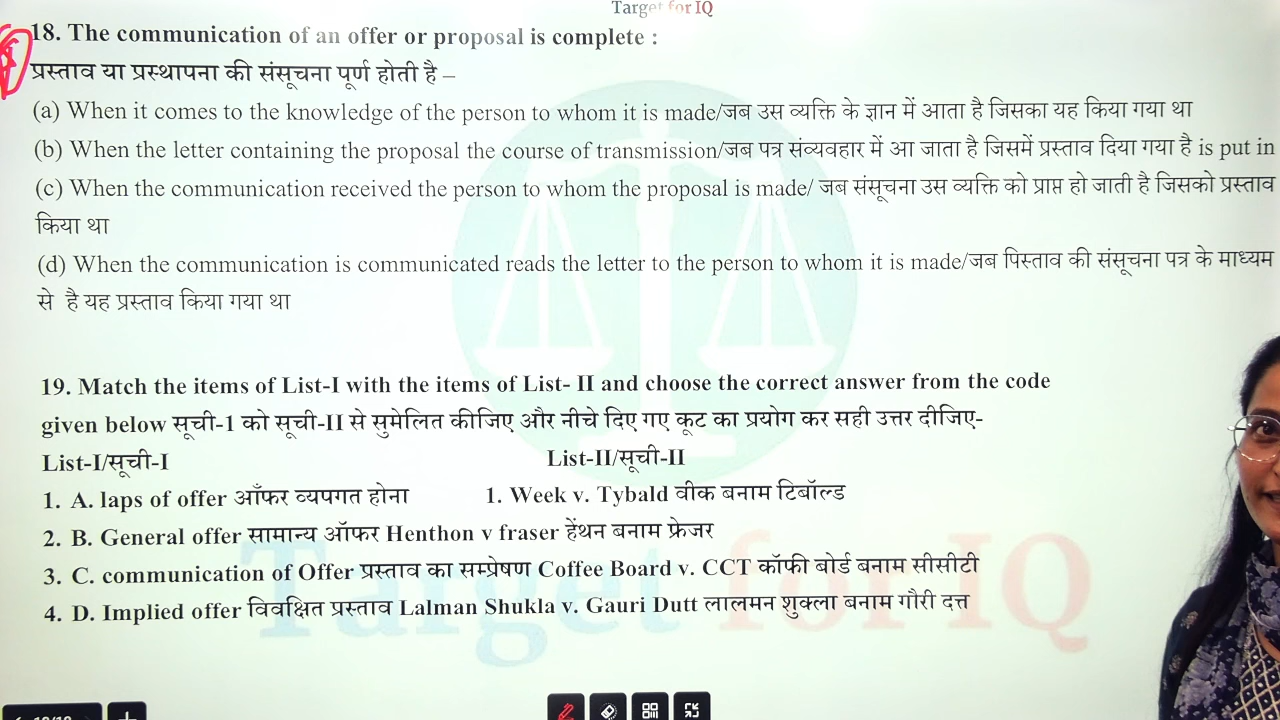 Target for IQ
18. The communication of an offer or proposal is complete :
प्रस्ताव या प्रस्थापना की संसूचना पूर्ण होती है –
(a) When it comes to the knowledge of the person to whom it is made/जब उस व्यक्ति के ज्ञान में आता है जिसका यह किया गया था
(b) When the letter containing the proposal the course of transmission/जब पत्र संव्यवहार में आ जाता है जिसमें प्रस्ताव दिया गया है is put in
(c) When the communication received the person to whom the proposal is made/ जब संसूचना उस व्यक्ति को प्राप्त हो जाती है जिसको प्रस्ताव
किया था
(d) When the communication is communicated reads the letter to the person to whom it is made/जब पिस्ताव की संसूचना पत्र के माध्यम
से है यह प्रस्ताव किया गया था
19. Match the items of List-I with the items of List- II and choose the correct answer from the code
given below सूची-1 को सूची-II से सुमेलित कीजिए और नीचे दिए गए कूट का प्रयोग कर सही उत्तर दीजिए-
List-I/सूची-I List-II/सूची-II
1. A. laps of offer ऑंफर व्यपगत होना 1. Week v. Tybald वीक बनाम टिबॉल्ड
2. B. General offer सामान्य ऑफर Henthon v fraser हेंथन बनाम फ्रेजर
3. C. communication of Offer प्रस्ताव का सम्प्रेषण Coffee Board v. CCT कॉफी बोर्ड बनाम सीसीटी
4. D. Implied offer विवक्षित प्रस्ताव Lalman Shukla v. Gauri Dutt लालमन शुक्ला बनाम गौरी दत्त
Target for IQ